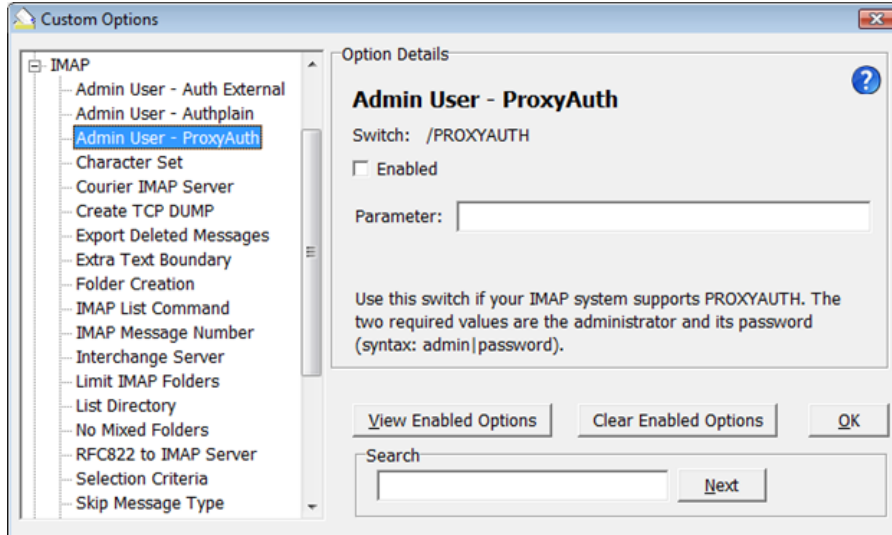 Custom Options
IMAP
Admin User - Auth External
Admin User - Authplain
Admin User - ProxyAuth
Character Set
Courier IMAP Server
Create TCP DUMP
Export Deleted Messages
Extra Text Boundary
Folder Creation
IMAP List Command
IMAP Message Number
Interchange Server
Limit IMAP Folders
List Directory
No Mixed Folders
RFC822 to IMAP Server
Selection Criteria
Skip Message Type
Option Details
Admin User - ProxyAuth
Switch: /PROXYAUTH
Enabled
Parameter:
Use this switch if your IMAP system supports PROXYAUTH. The
two required values are the administrator and its password
(syntax: admin|password).
View Enabled Options
Clear Enabled Options
OK
Search
Next